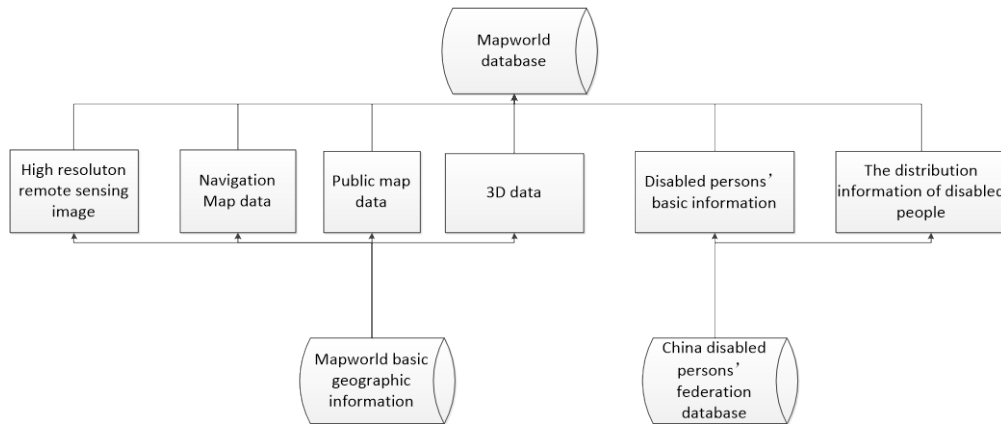 Mapworld
database
High resoluton
remote sensing
image
Navigation
Map data
Public map
data
3D data
Disabled persons’
basic information
The distribution
information of disabled
people
Mapworld basic
geographic
information
China disabled
persons’
federation
database